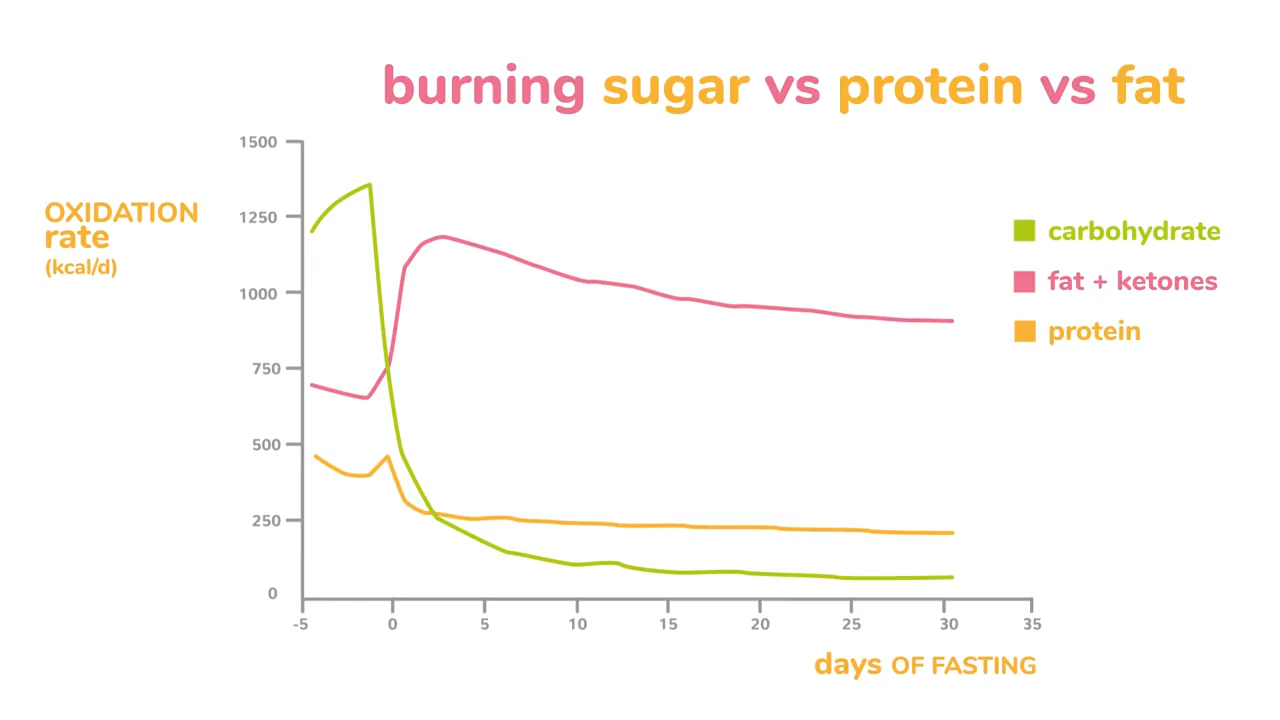 burning sugar vs protein vs fat
OXIDATION
rate
(kcal/d)
1500
1250
1000
750
500
250
0
-5 0 5 10 15 20 25 30 35
days OF FASTING
carbohydrate
fat + ketones
protein